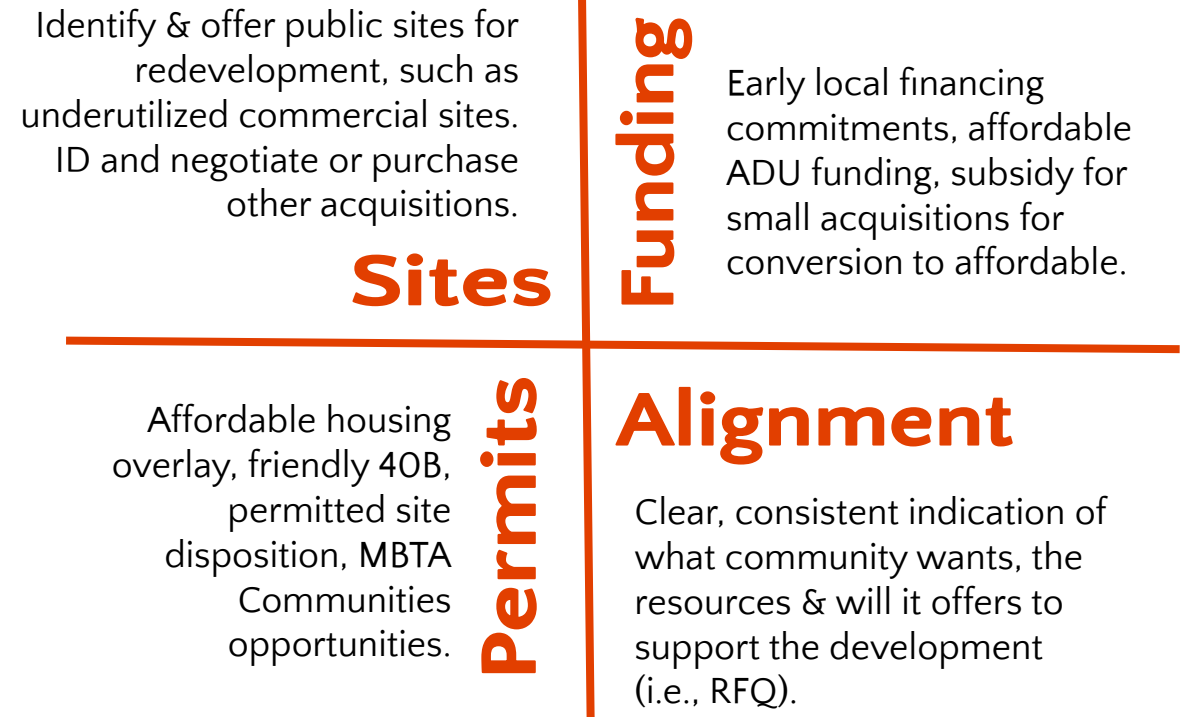 Identify & offer public sites for
redevelopment, such as
underutilized commercial sites.
ID and negotiate or purchase
other acquisitions.
Sites
Funding
Early local financing
commitments, affordable
ADU funding, subsidy for
small acquisitions for
conversion to affordable.
Affordable housing
overlay, friendly 40B,
permitted site
disposition, MBTA
Communities
opportunities.
Permits
Alignment
Clear, consistent indication of
what community wants, the
resources & will it offers to
support the development
(i.e., RFQ).